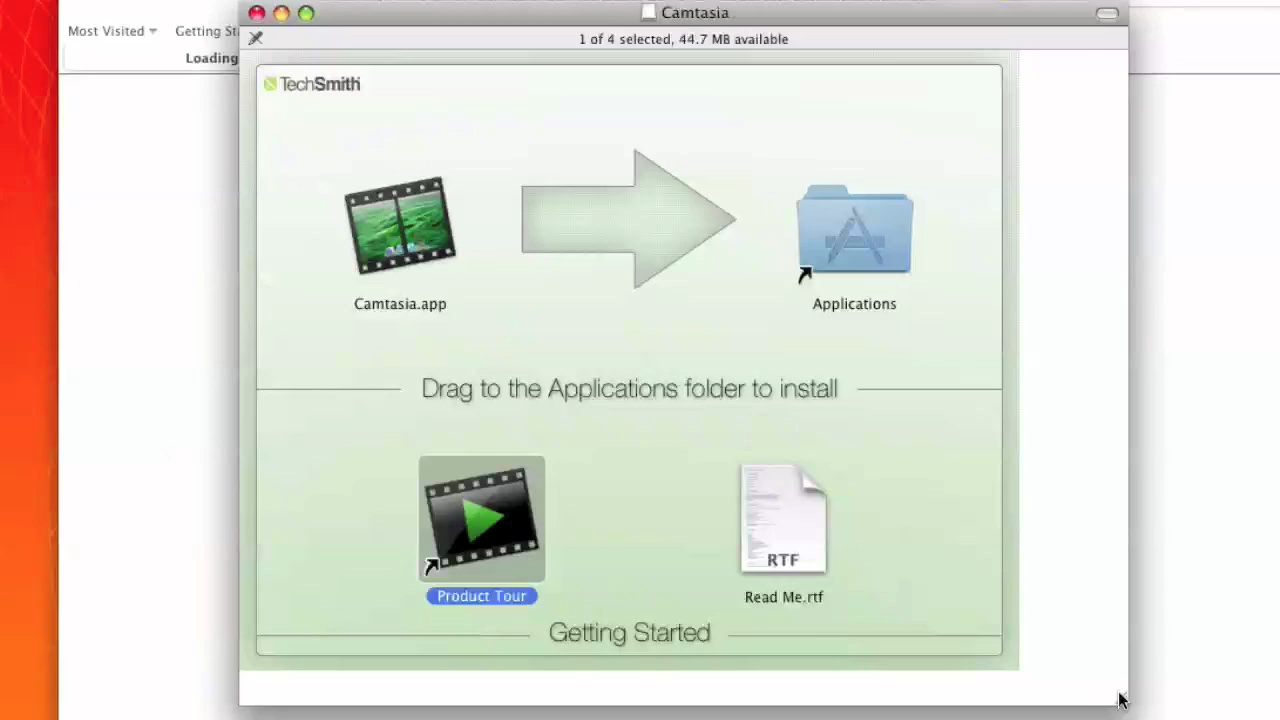 Camtasia
Most Visited
Getting Sta
1 of 4 selected, 44.7 MB available
Loading
TechSmith
Camtasia.app
Applications
Drag to the Applications folder to install
RTF
Product Tour
Read Me.rtf
Getting Started